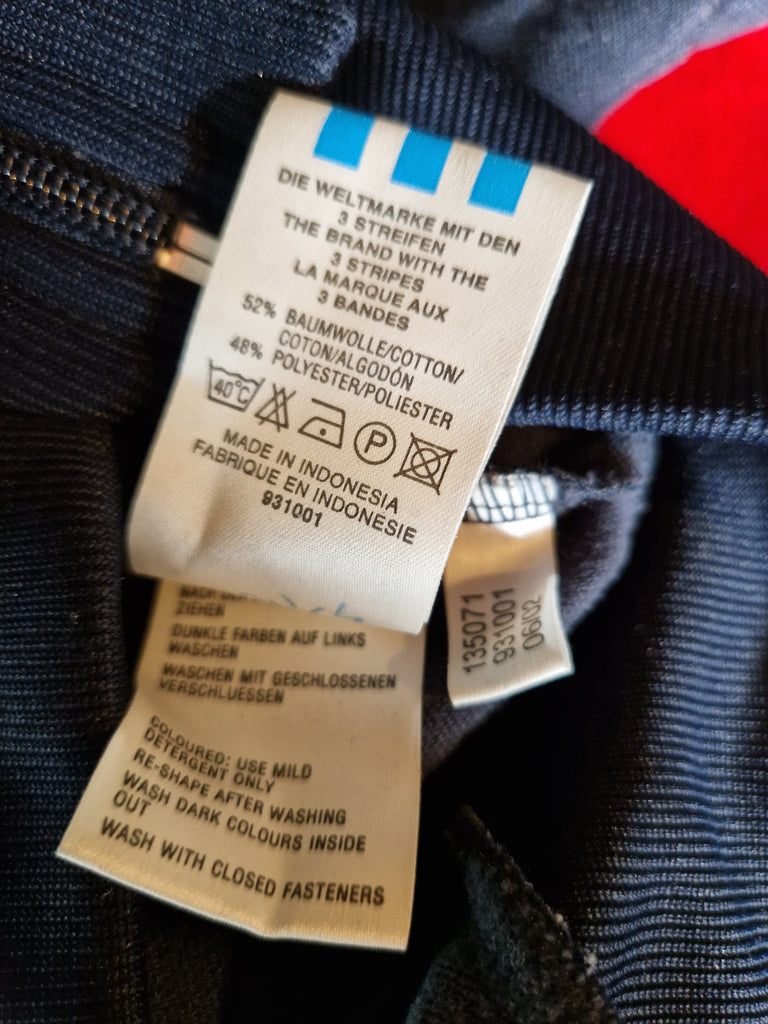 DIE WELTMARKE MIT DEN
3 STREIFEN
THE BRAND WITH THE
3 STRIPES
LA MARQUE AUX
3 BANDES
52% BAUMWOLLE/COTTON/
COTON/ALGODÓN
48% POLYESTER/POLIESTER
40°C P
MADE IN INDONESIA
FABRIQUE EN INDONESIE
931001
NACH DER
ZIEHEN
DUNKLE FARBEN AUF LINKS
WASCHEN
WASCHEN MIT GESCHLOSSENEN
VERSCHLUESSEN
COLOURED: USE MILD
DETERGENT ONLY
RE-SHAPE AFTER WASHING
WASH DARK COLOURS INSIDE
OUT
WASH WITH CLOSED FASTENERS
135071
931001
06/02